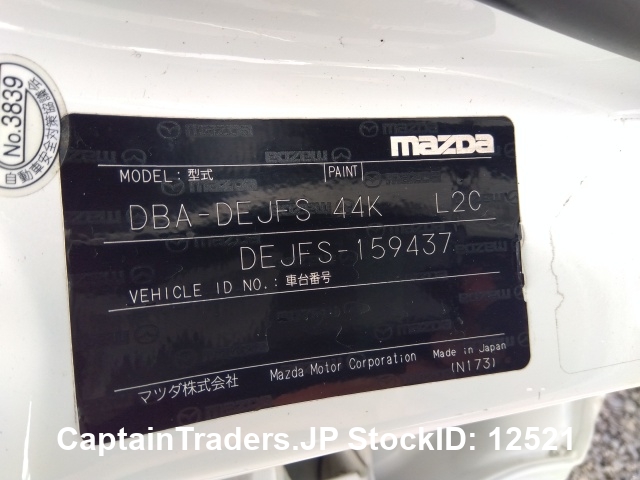 No.3839
mazda
MODEL：型式 PAINT
DBA-DEJFS 44K L2C
DEJFS-159437
VEHICLE ID NO.：車台番号
マツダ株式会社 Mazda Motor Corporation Made in Japan
(N173)
CaptainTraders.JP StockID: 12521